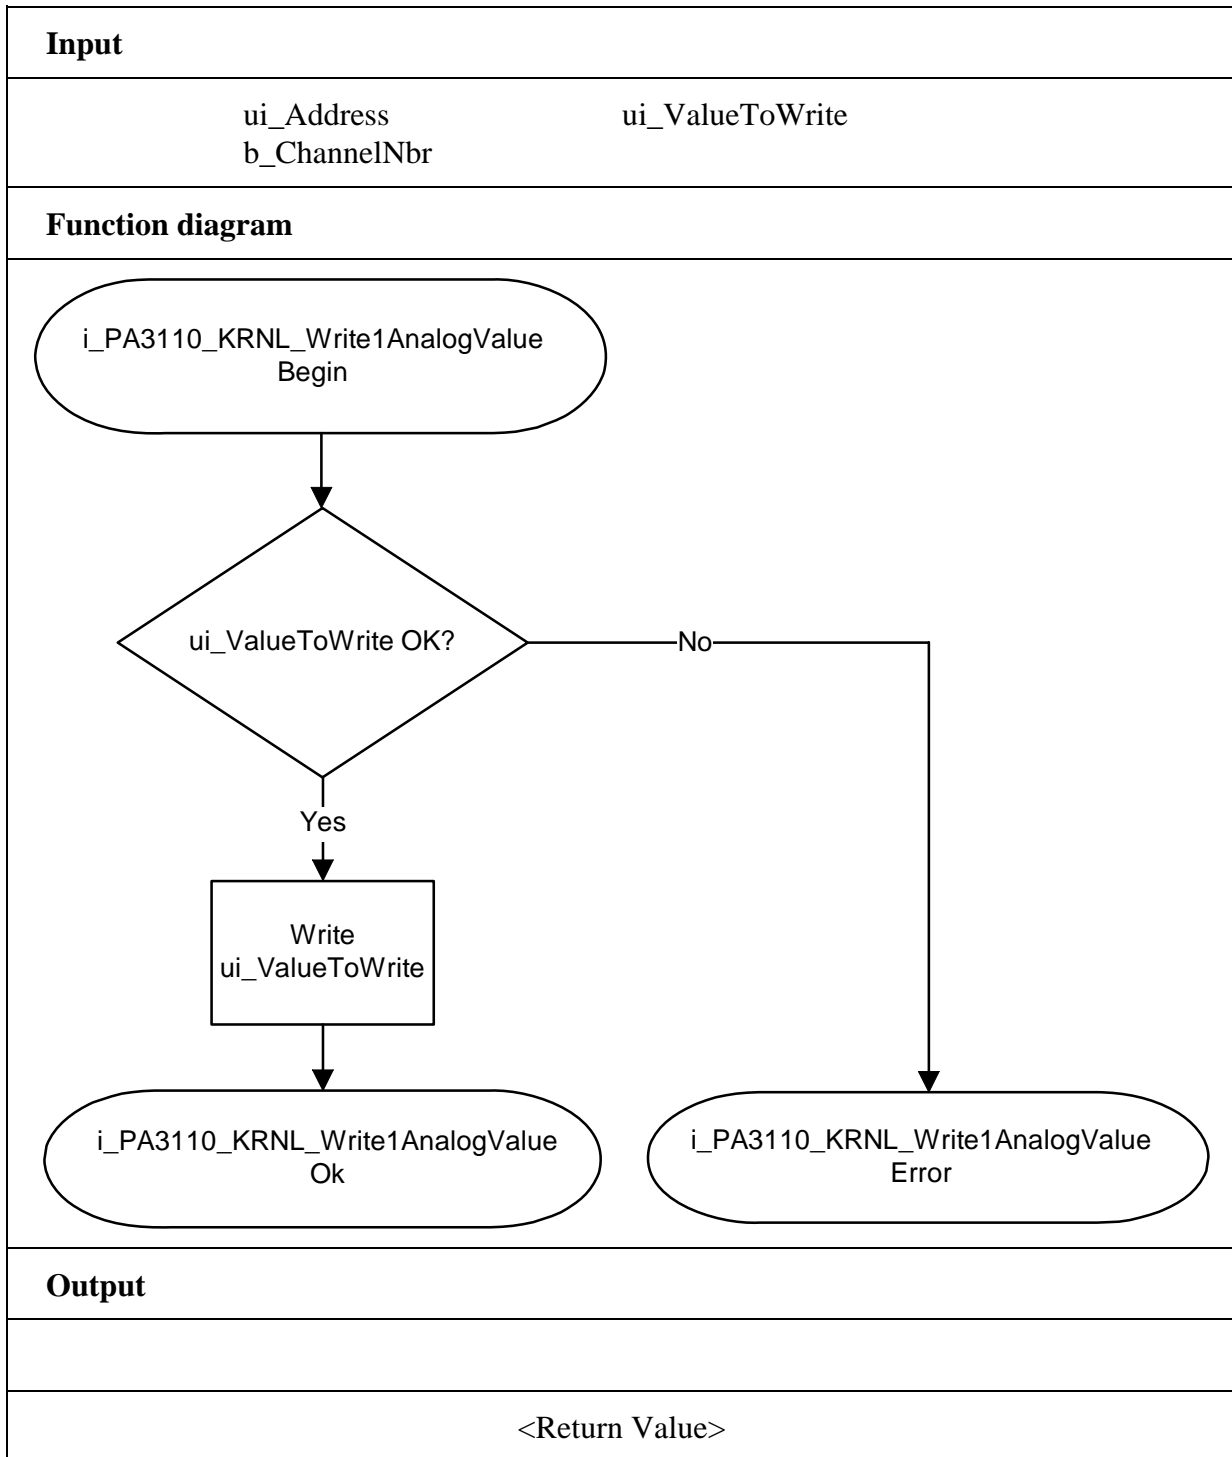 Input
ui_Address ui_ValueToWrite
b_ChannelNbr
Function diagram
i_PA3110_KRNL_Write1AnalogValue
Begin
ui_ValueToWrite OK?
No
Yes
Write
ui_ValueToWrite
i_PA3110_KRNL_Write1AnalogValue
Ok
i_PA3110_KRNL_Write1AnalogValue
Error
Output
<Return Value>